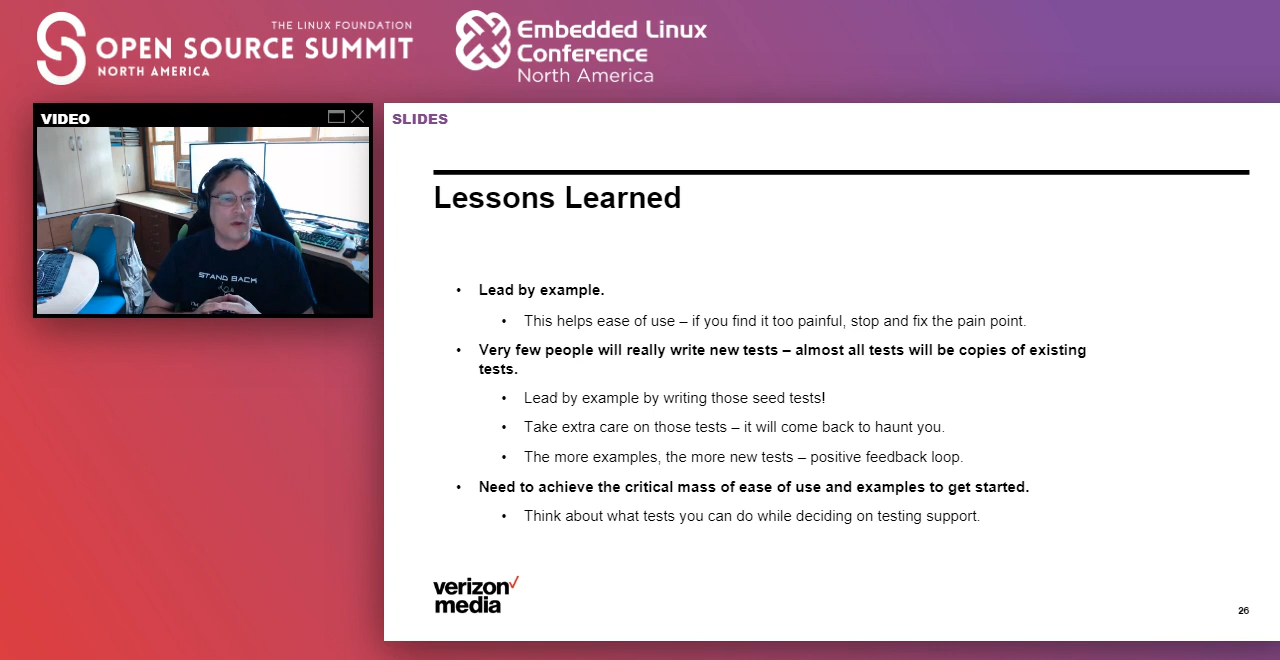 THE LINUX FOUNDATION
OPEN SOURCE SUMMIT
NORTH AMERICA
Embedded Linux
Conference
North America
VIDEO
SLIDES
STAND BACK
Lessons Learned
• Lead by example.
• This helps ease of use – if you find it too painful, stop and fix the pain point.
• Very few people will really write new tests – almost all tests will be copies of existing
tests.
• Lead by example by writing those seed tests!
• Take extra care on those tests – it will come back to haunt you.
• The more examples, the more new tests – positive feedback loop.
• Need to achieve the critical mass of ease of use and examples to get started.
• Think about what tests you can do while deciding on testing support.
verizon✓
media
26